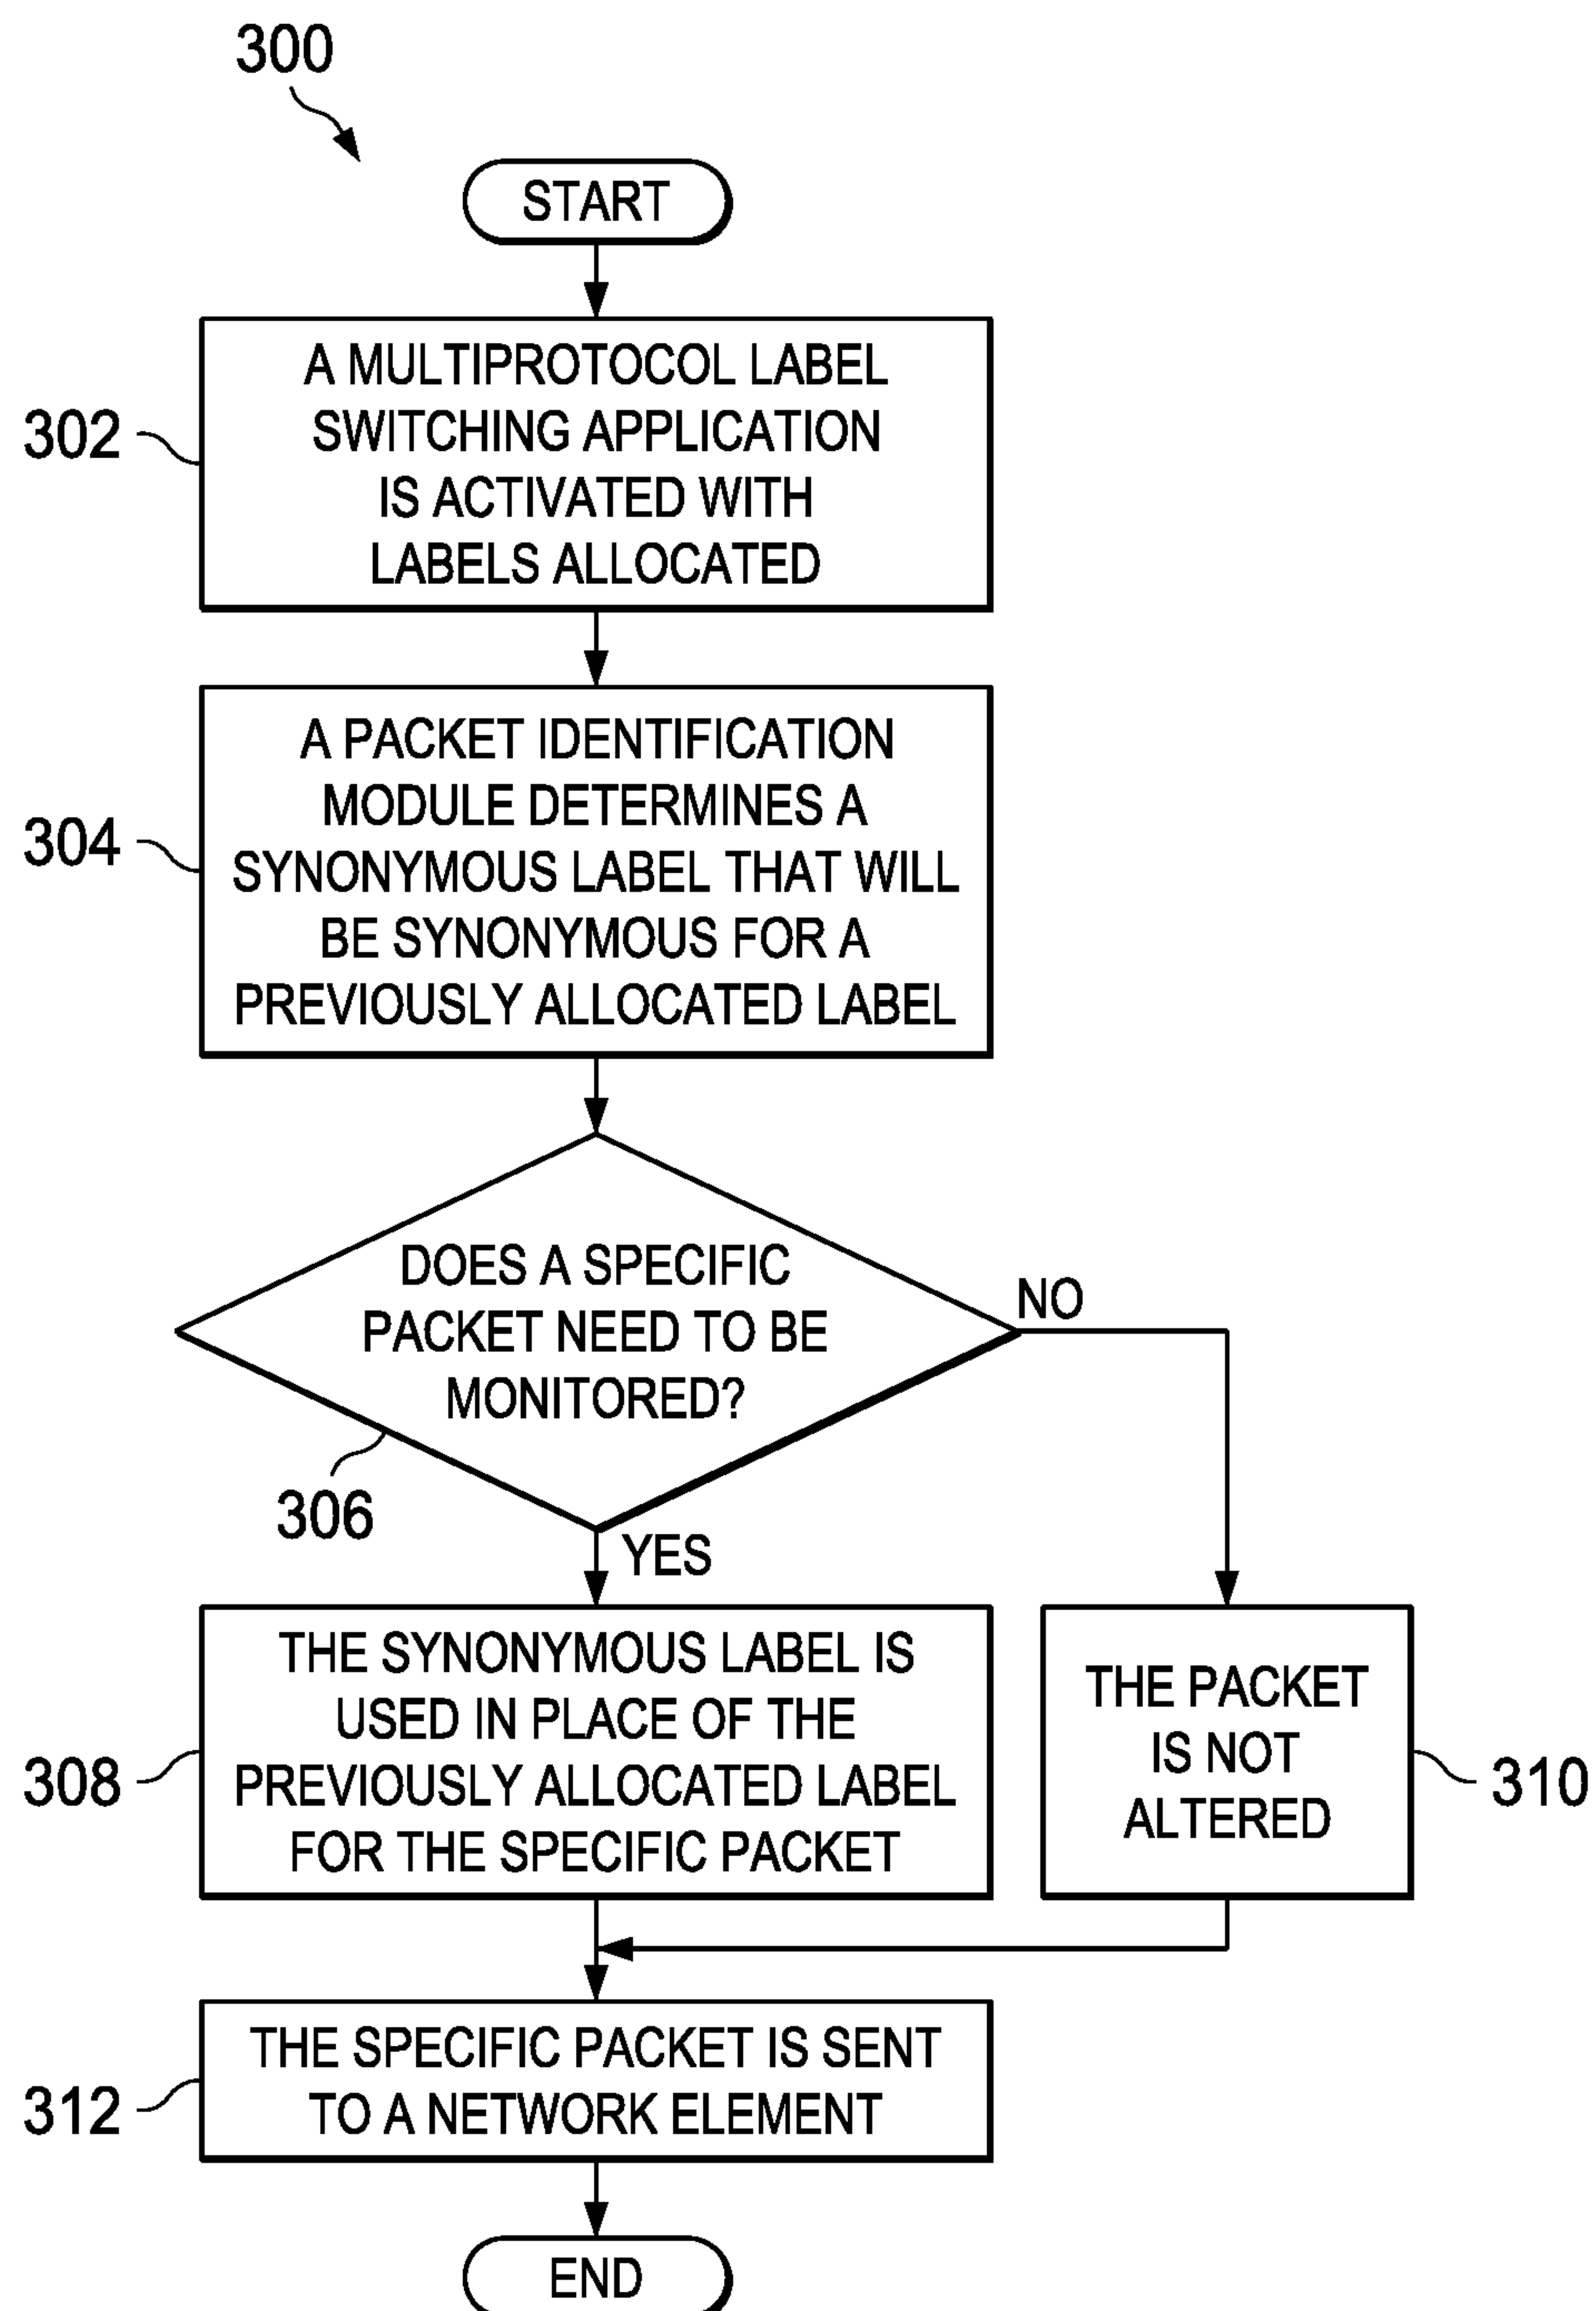 300
START
A MULTIPROTOCOL LABEL
SWITCHING APPLICATION
IS ACTIVATED WITH
LABELS ALLOCATED
302
A PACKET IDENTIFICATION
MODULE DETERMINES A
SYNONYMOUS LABEL THAT WILL
BE SYNONYMOUS FOR A
PREVIOUSLY ALLOCATED LABEL
304
DOES A SPECIFIC
PACKET NEED TO BE
MONITORED?
NO
306
YES
THE SYNONYMOUS LABEL IS
USED IN PLACE OF THE
PREVIOUSLY ALLOCATED LABEL
FOR THE SPECIFIC PACKET
308
THE PACKET
IS NOT
ALTERED
310
THE SPECIFIC PACKET IS SENT
TO A NETWORK ELEMENT
312
END